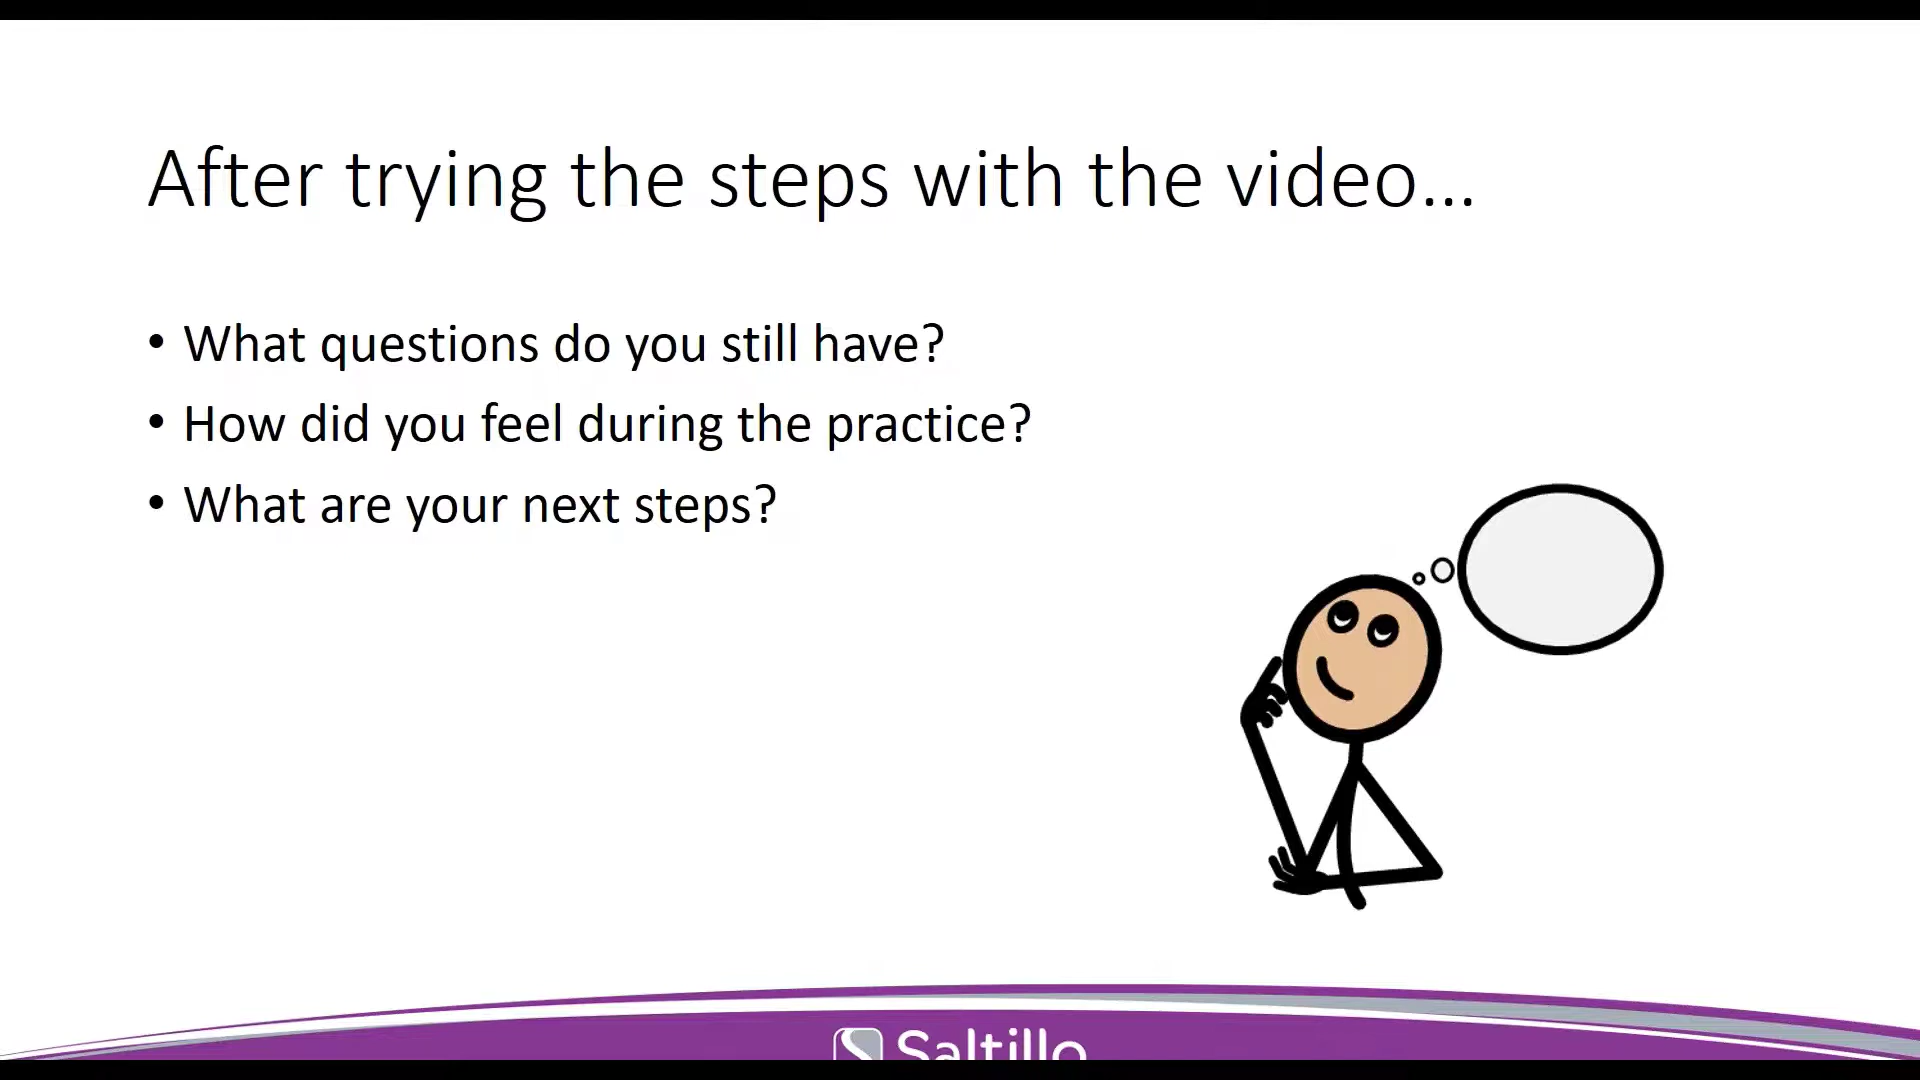 After trying the steps with the video...
• What questions do you still have?
• How did you feel during the practice?
• What are your next steps?
Saltillo